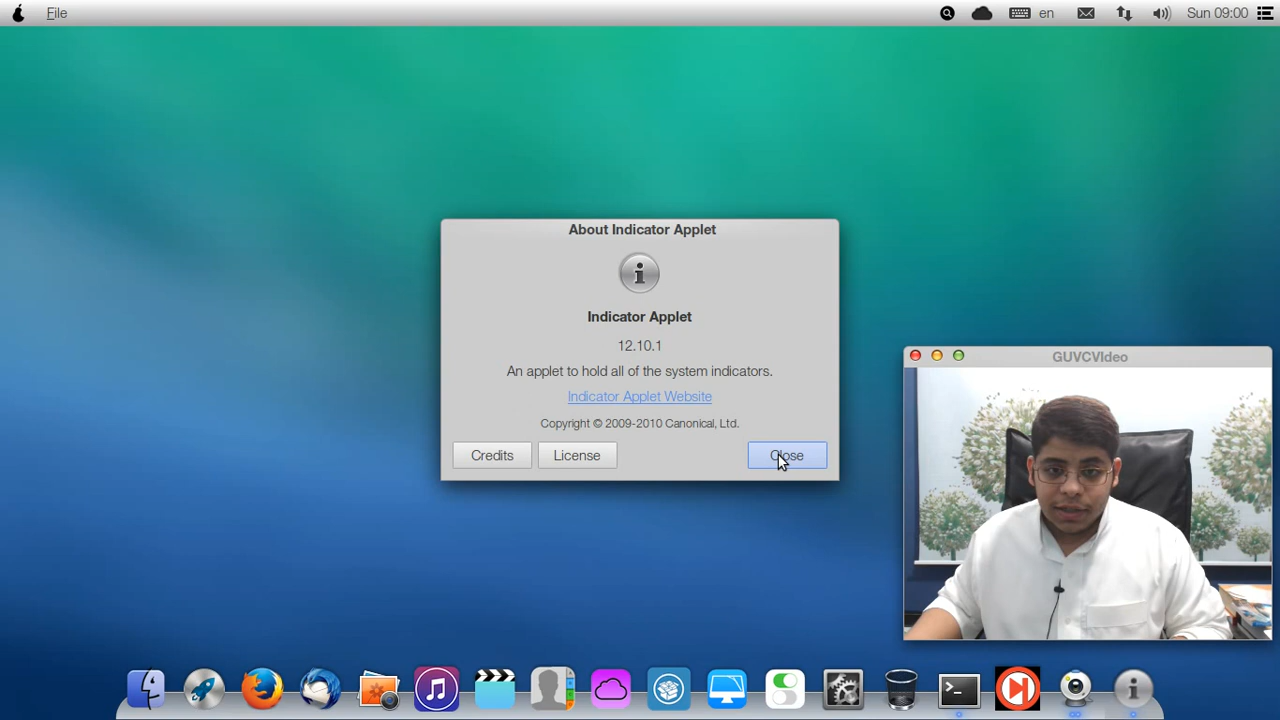 File
en
Sun 09:00
About Indicator Applet
Indicator Applet
12.10.1
An applet to hold all of the system indicators.
Indicator Applet Website
Copyright © 2009-2010 Canonical, Ltd.
Credits
License
Close
GUVCVIdeo